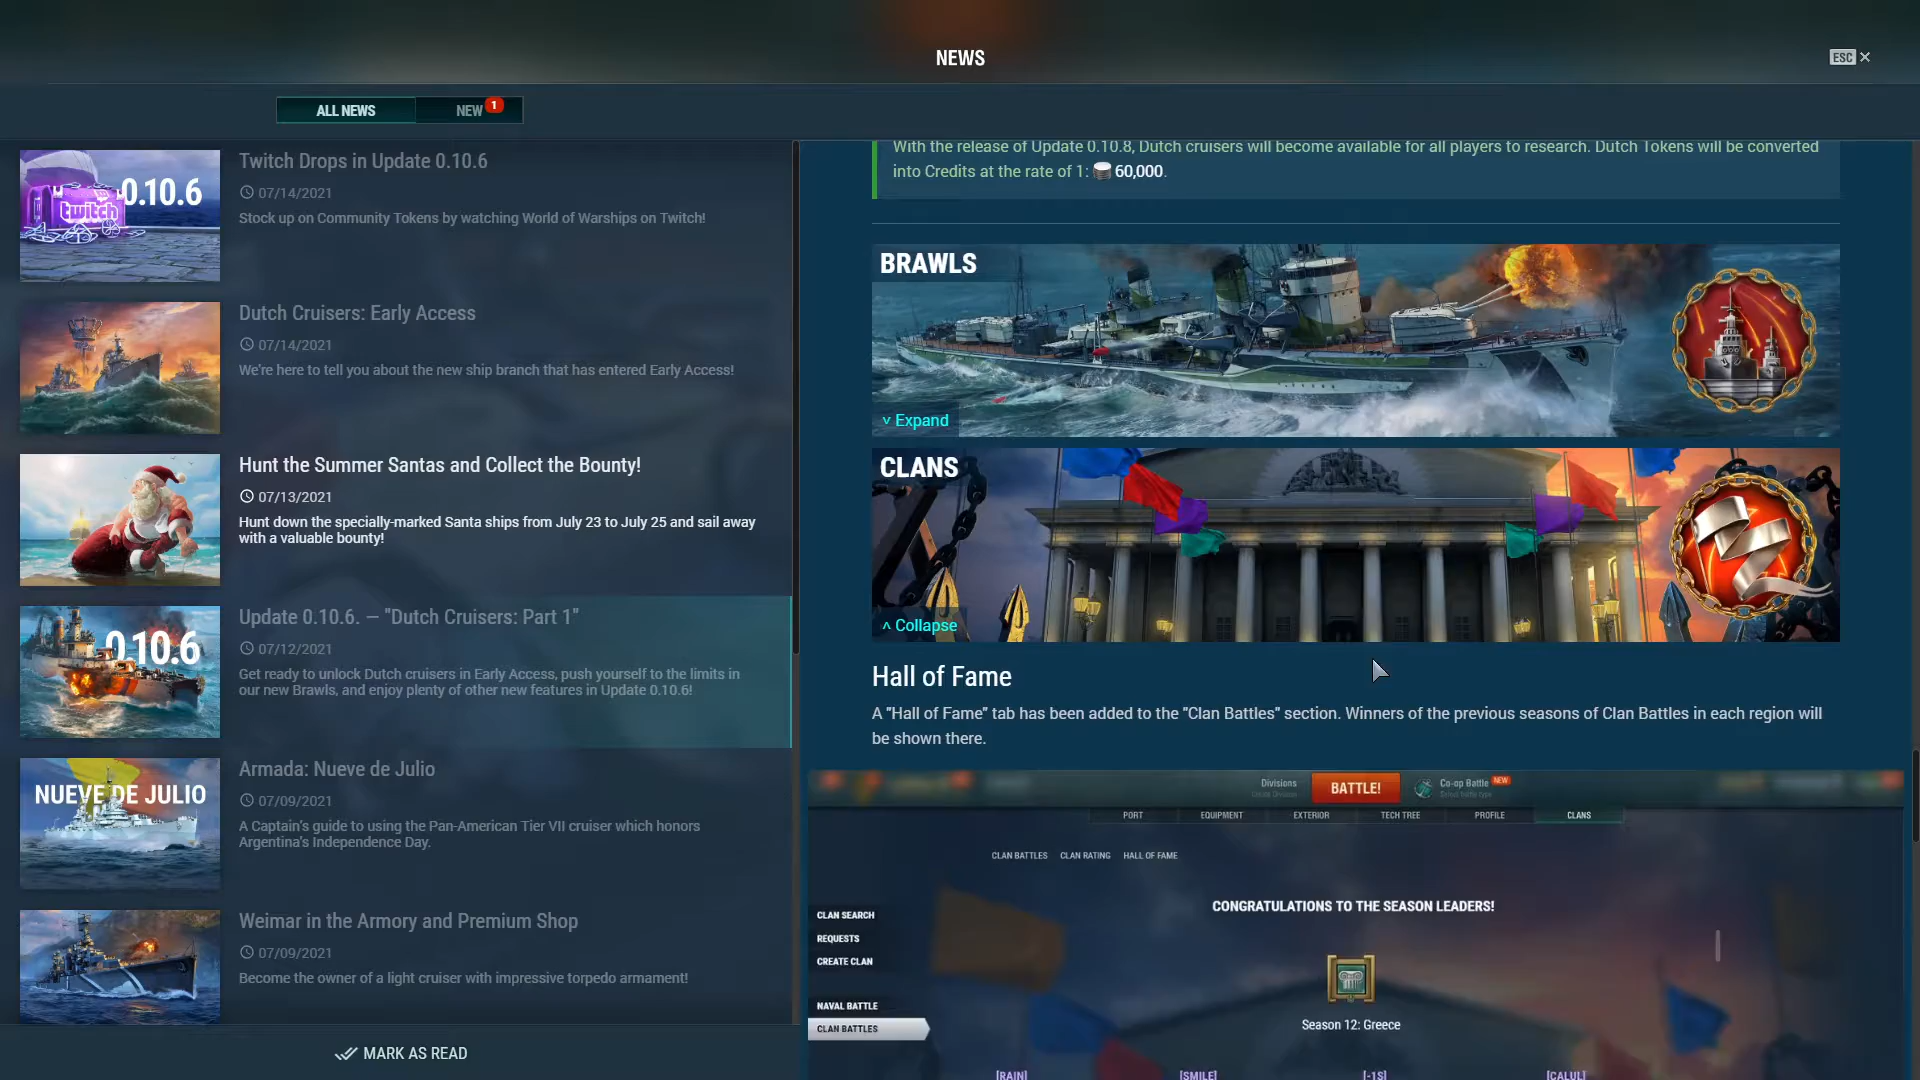 NEWS
ESC
ALL NEWS
NEW
1
0.10.6
twitch
Twitch Drops in Update 0.10.6
07/14/2021
Stock up on Community Tokens by watching World of Warships on Twitch!
Dutch Cruisers: Early Access
07/14/2021
We're here to tell you about the new ship branch that has entered Early Access!
Hunt the Summer Santas and Collect the Bounty!
07/13/2021
Hunt down the specially-marked Santa ships from July 23 to July 25 and sail away
with a valuable bounty!
0.10.6
Update 0.10.6. — "Dutch Cruisers: Part 1"
07/12/2021
Get ready to unlock Dutch cruisers in Early Access, push yourself to the limits in
our new Brawls, and enjoy plenty of other new features in Update 0.10.6!
NUEVE DE JULIO
Armada: Nueve de Julio
07/09/2021
A Captain's guide to using the Pan-American Tier VII cruiser which honors
Argentina's Independence Day.
Weimar in the Armory and Premium Shop
07/09/2021
Become the owner of a light cruiser with impressive torpedo armament!
MARK AS READ
With the release of Update 0.10.8, Dutch cruisers will become available for all players to research. Dutch Tokens will be converted
into Credits at the rate of 1: 60,000.
BRAWLS
Expand
CLANS
Collapse
Hall of Fame
A "Hall of Fame" tab has been added to the "Clan Battles" section. Winners of the previous seasons of Clan Battles in each region will
be shown there.
Divisions
BATTLE!
Co-op Battle
NEW
PORT
EQUIPMENT
EXTERIOR
TECH TREE
PROFILE
CLANS
CLAN BATTLES
CLAN RATING
HALL OF FAME
CONGRATULATIONS TO THE SEASON LEADERS!
CLAN SEARCH
REQUESTS
CREATE CLAN
NAVAL BATTLE
CLAN BATTLES
Season 12: Greece
[RAIN]
[SMILE]
[-1S]
[CALUL]